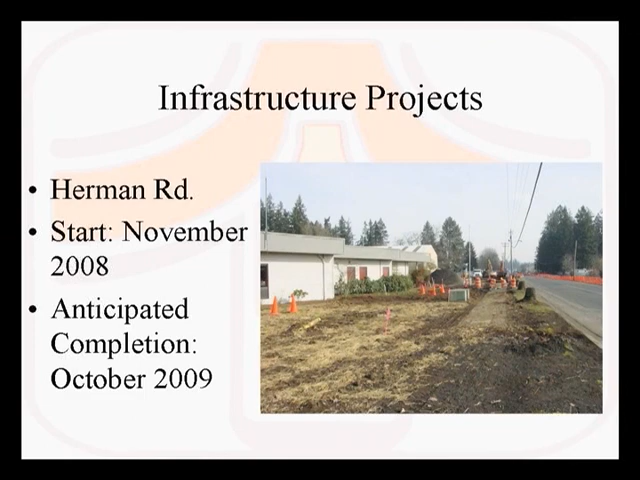 Infrastructure Projects
• Herman Rd.
• Start: November
2008
• Anticipated
Completion:
October 2009